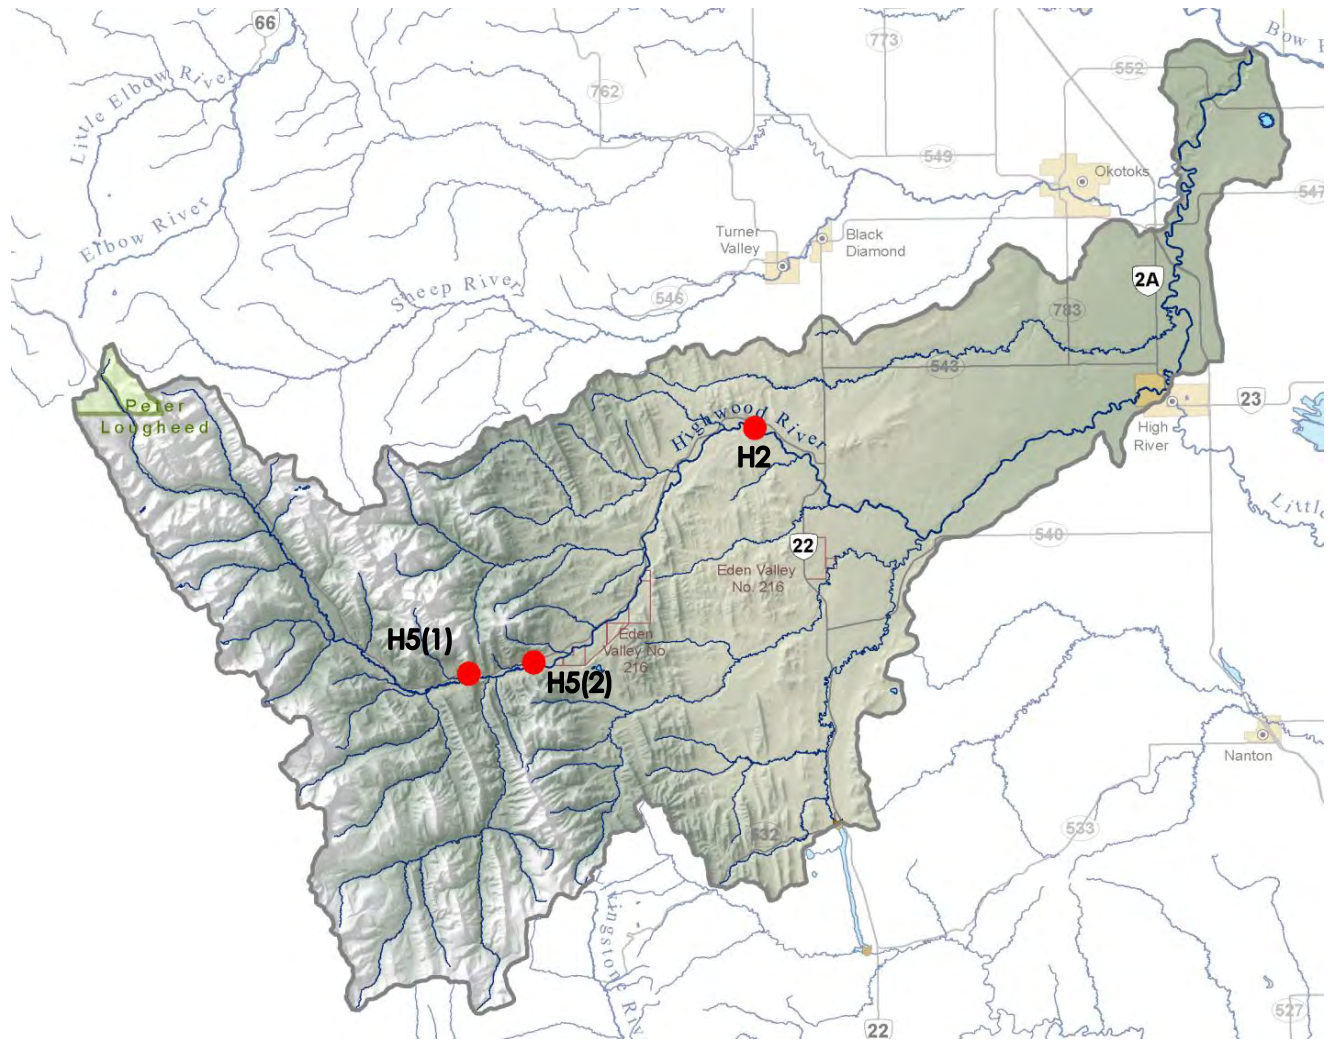 66
773
Bow
552
762
Little Elbow River
549
Okotoks
547
Elbow River
Turner
Valley
Black
Diamond
2A
Sheep River
546
783
543
Peter
Lougheed
23
Highwood River
High
River
H2
Little
22
540
Eden Valley
No. 216
Eden
Valley No.
216
H5(1)
H5(2)
Nanton
532
533
vingstone Riv
527
22